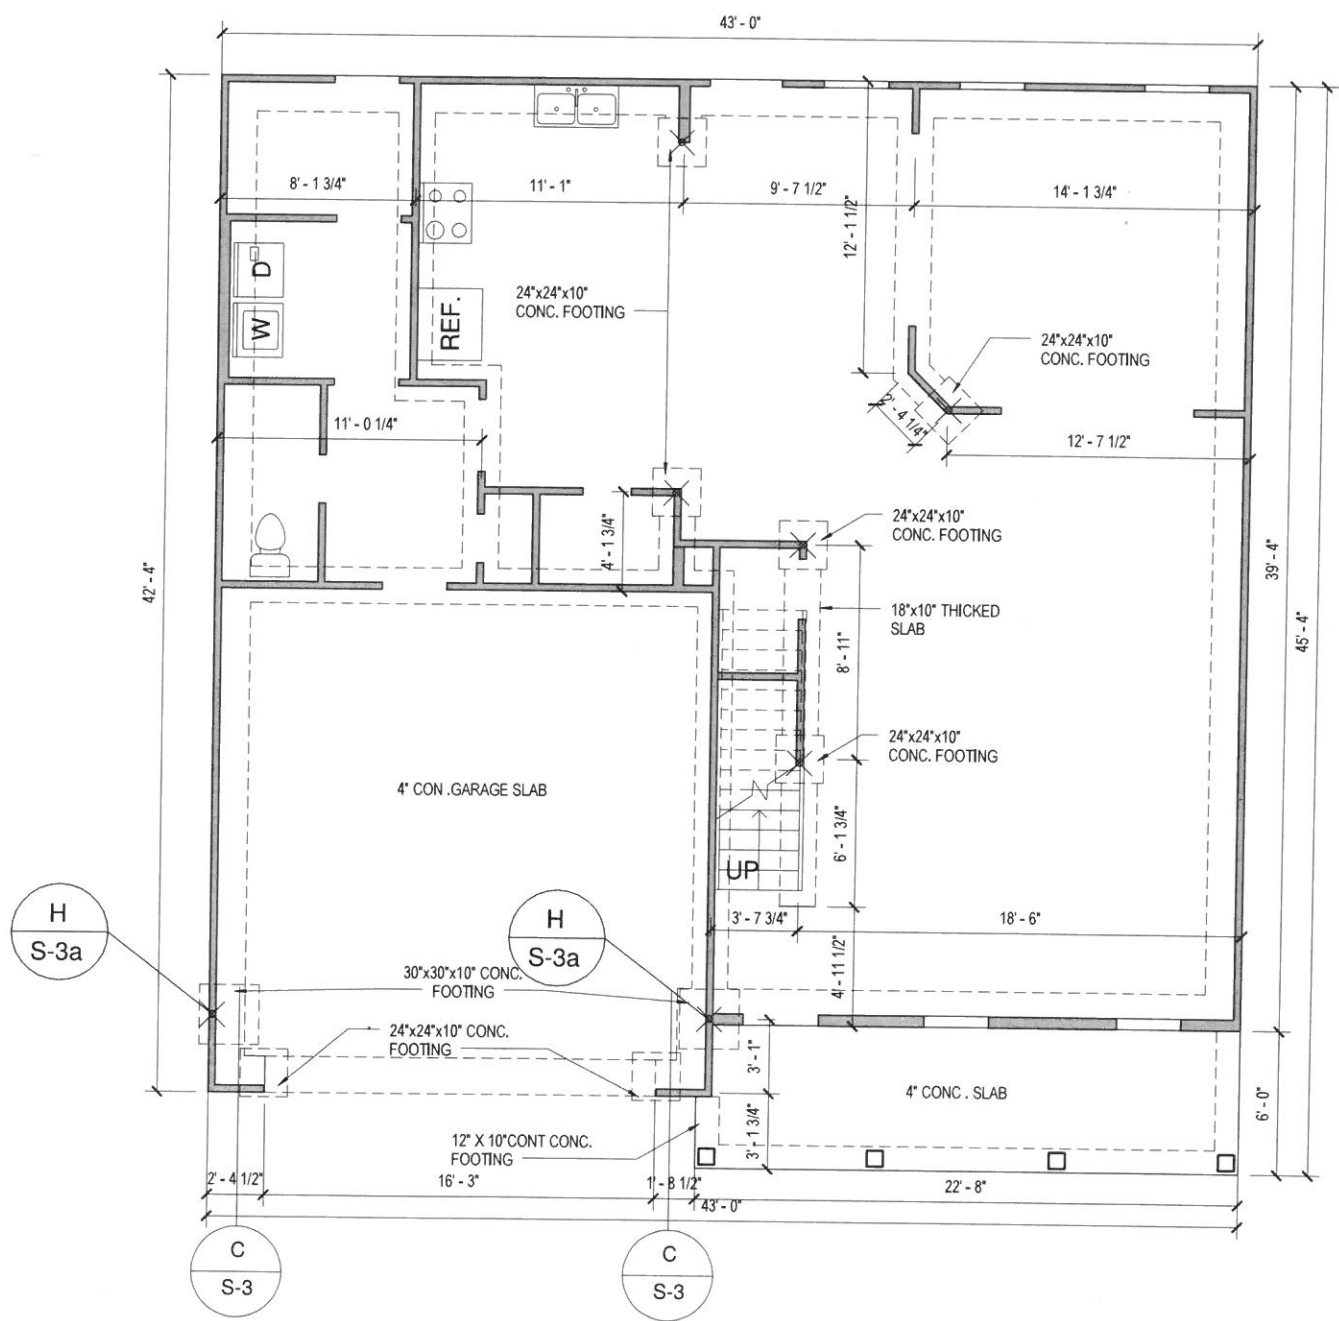 43' - 0"
8' - 1 3/4"
11' - 1"
9' - 7 1/2"
14' - 1 3/4"
12' - 1 1/2"
D
W
REF.
24"x24"x10"
CONC. FOOTING
24"x24"x10"
CONC. FOOTING
2' - 4 1/4"
11' - 0 1/4"
12' - 7 1/2"
42' - 4"
39' - 4"
45' - 4"
4' - 1 3/4"
24"x24"x10"
CONC. FOOTING
18"x10" THICKED
SLAB
8' - 11"
24"x24"x10"
CONC. FOOTING
4" CON .GARAGE SLAB
6' - 1 3/4"
UP
H
S-3a
H
S-3a
3' - 7 3/4"
18' - 6"
4' - 11 1/2"
30"x30"x10" CONC.
FOOTING
24"x24"x10" CONC.
FOOTING
3' - 1"
4" CONC . SLAB
6' - 0"
3' - 1 3/4"
12" X 10"CONT CONC.
FOOTING
2' - 4 1/2"
16' - 3"
1' - 8 1/2"
22' - 8"
43' - 0"
C
S-3
C
S-3